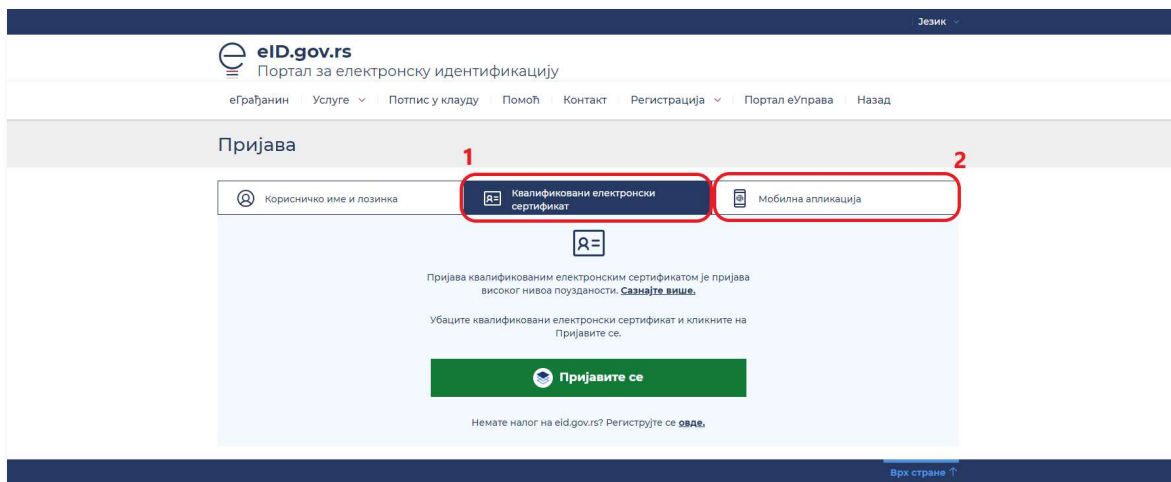 Језик
eID.gov.rs
Портал за електронску идентификацију
еГрађанин Услуге Потпис у клауду Помоћ Контакт Регистрација Портал еУправа Назад
Пријава
1
2
Корисничко име и лозинка
Квалификовани електронски
сертификат
Мобилна апликација
Пријава квалификованим електронским сертификатом је пријава
високог нивоа поузданости. Сазнајте више.
Убаците квалификовани електронски сертификат и кликните на
Пријавите се.
Пријавите се
Немате налог на eid.gov.rs? Региструјте се овде.
Врх стране ↑